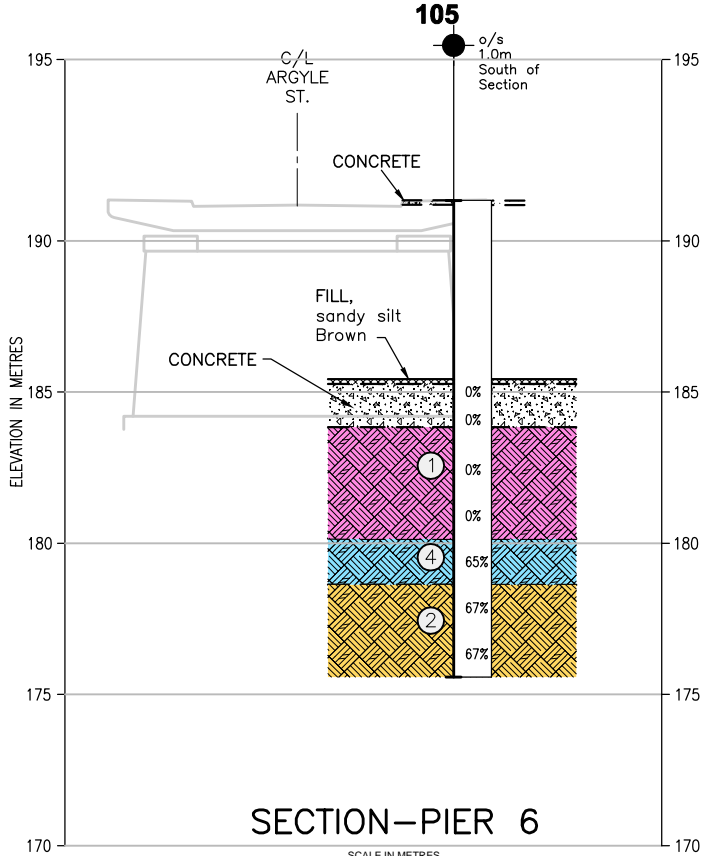 105
o/s
1.0m
South of
Section
195
195
C/L
ARGYLE
ST.
CONCRETE
190
190
FILL,
sandy silt
Brown
CONCRETE
185
185
0%
0%
1
0%
0%
180
180
4
65%
67%
2
67%
175
175
ELEVATION IN METRES
SECTION-PIER 6
170
170
SCALE IN METRES